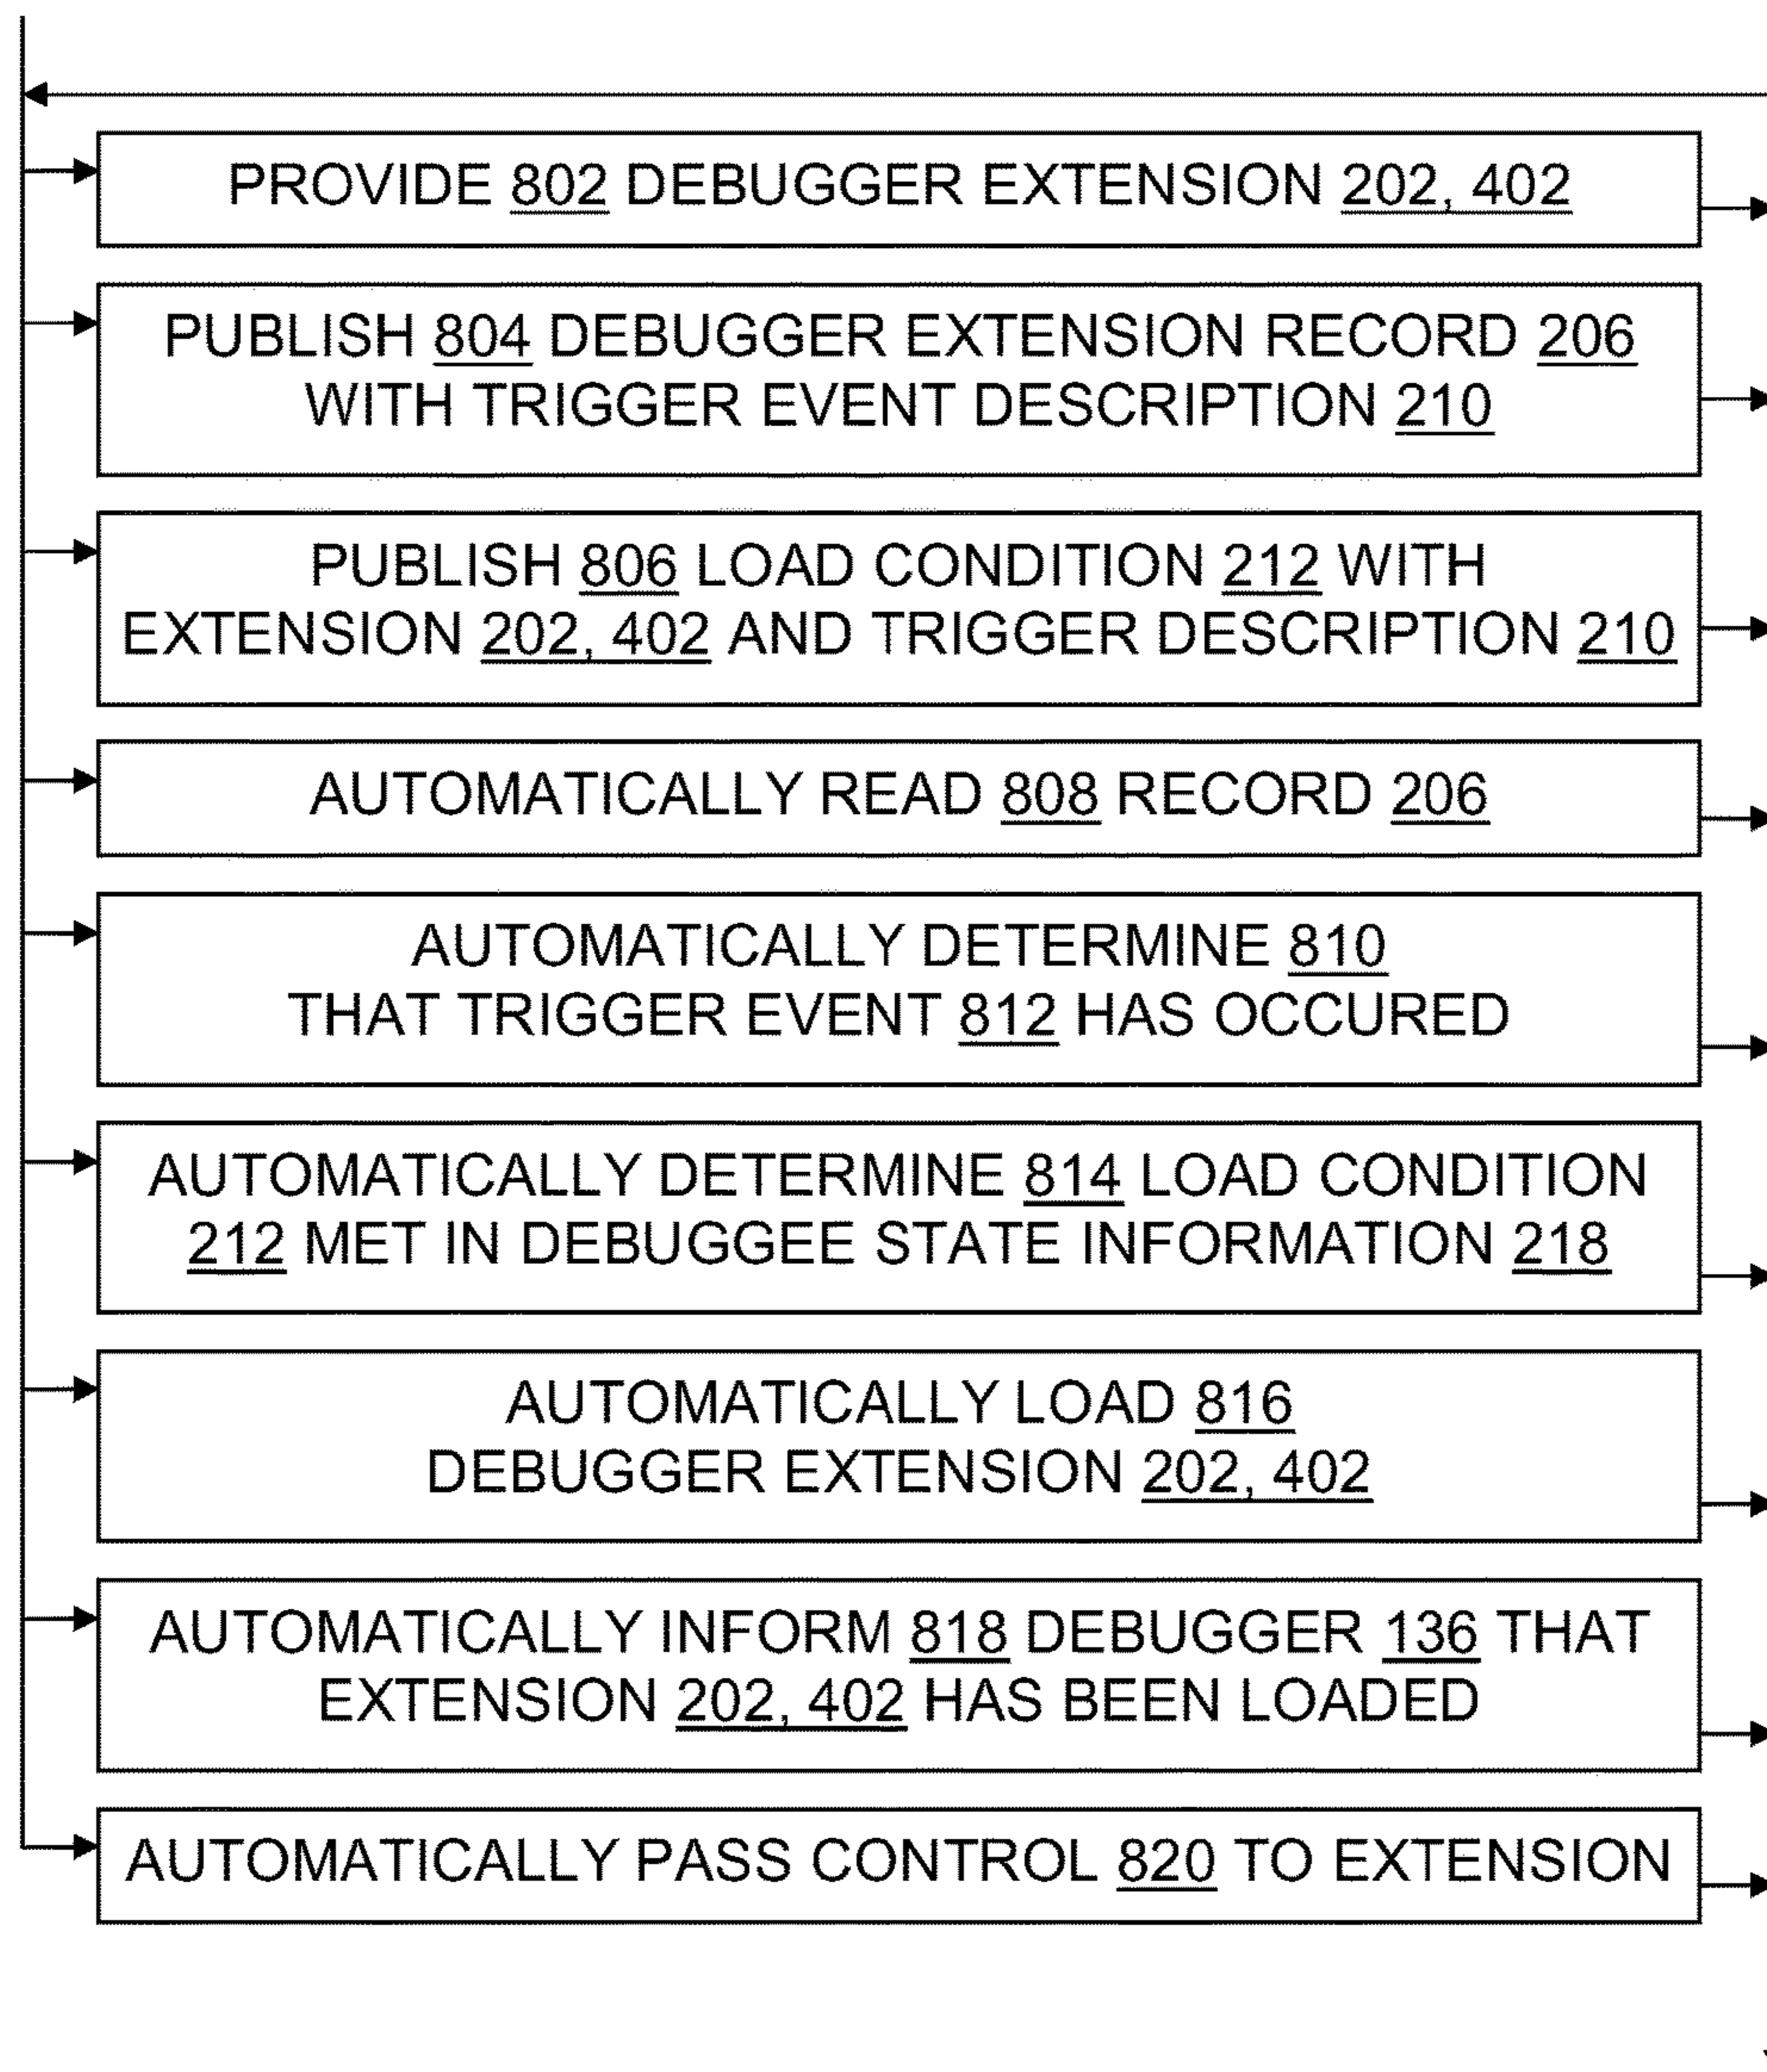 PROVIDE 802 DEBUGGER EXTENSION 202, 402
PUBLISH 804 DEBUGGER EXTENSION RECORD 206
WITH TRIGGER EVENT DESCRIPTION 210
PUBLISH 806 LOAD CONDITION 212 WITH
EXTENSION 202, 402 AND TRIGGER DESCRIPTION 210
AUTOMATICALLY READ 808 RECORD 206
AUTOMATICALLY DETERMINE 810
THAT TRIGGER EVENT 812 HAS OCCURED
AUTOMATICALLY DETERMINE 814 LOAD CONDITION
212 MET IN DEBUGGEE STATE INFORMATION 218
AUTOMATICALLY LOAD 816
DEBUGGER EXTENSION 202, 402
AUTOMATICALLY INFORM 818 DEBUGGER 136 THAT
EXTENSION 202, 402 HAS BEEN LOADED
AUTOMATICALLY PASS CONTROL 820 TO EXTENSION